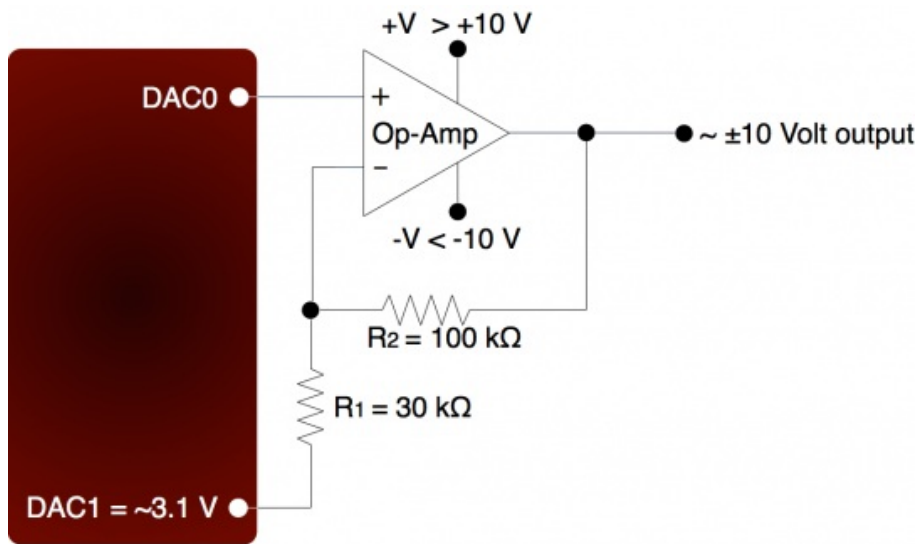 +V > +10 V
DAC0
+
Op-Amp
~ ±10 Volt output
−
-V < -10 V
R2 = 100 kΩ
R1 = 30 kΩ
DAC1 = ~3.1 V